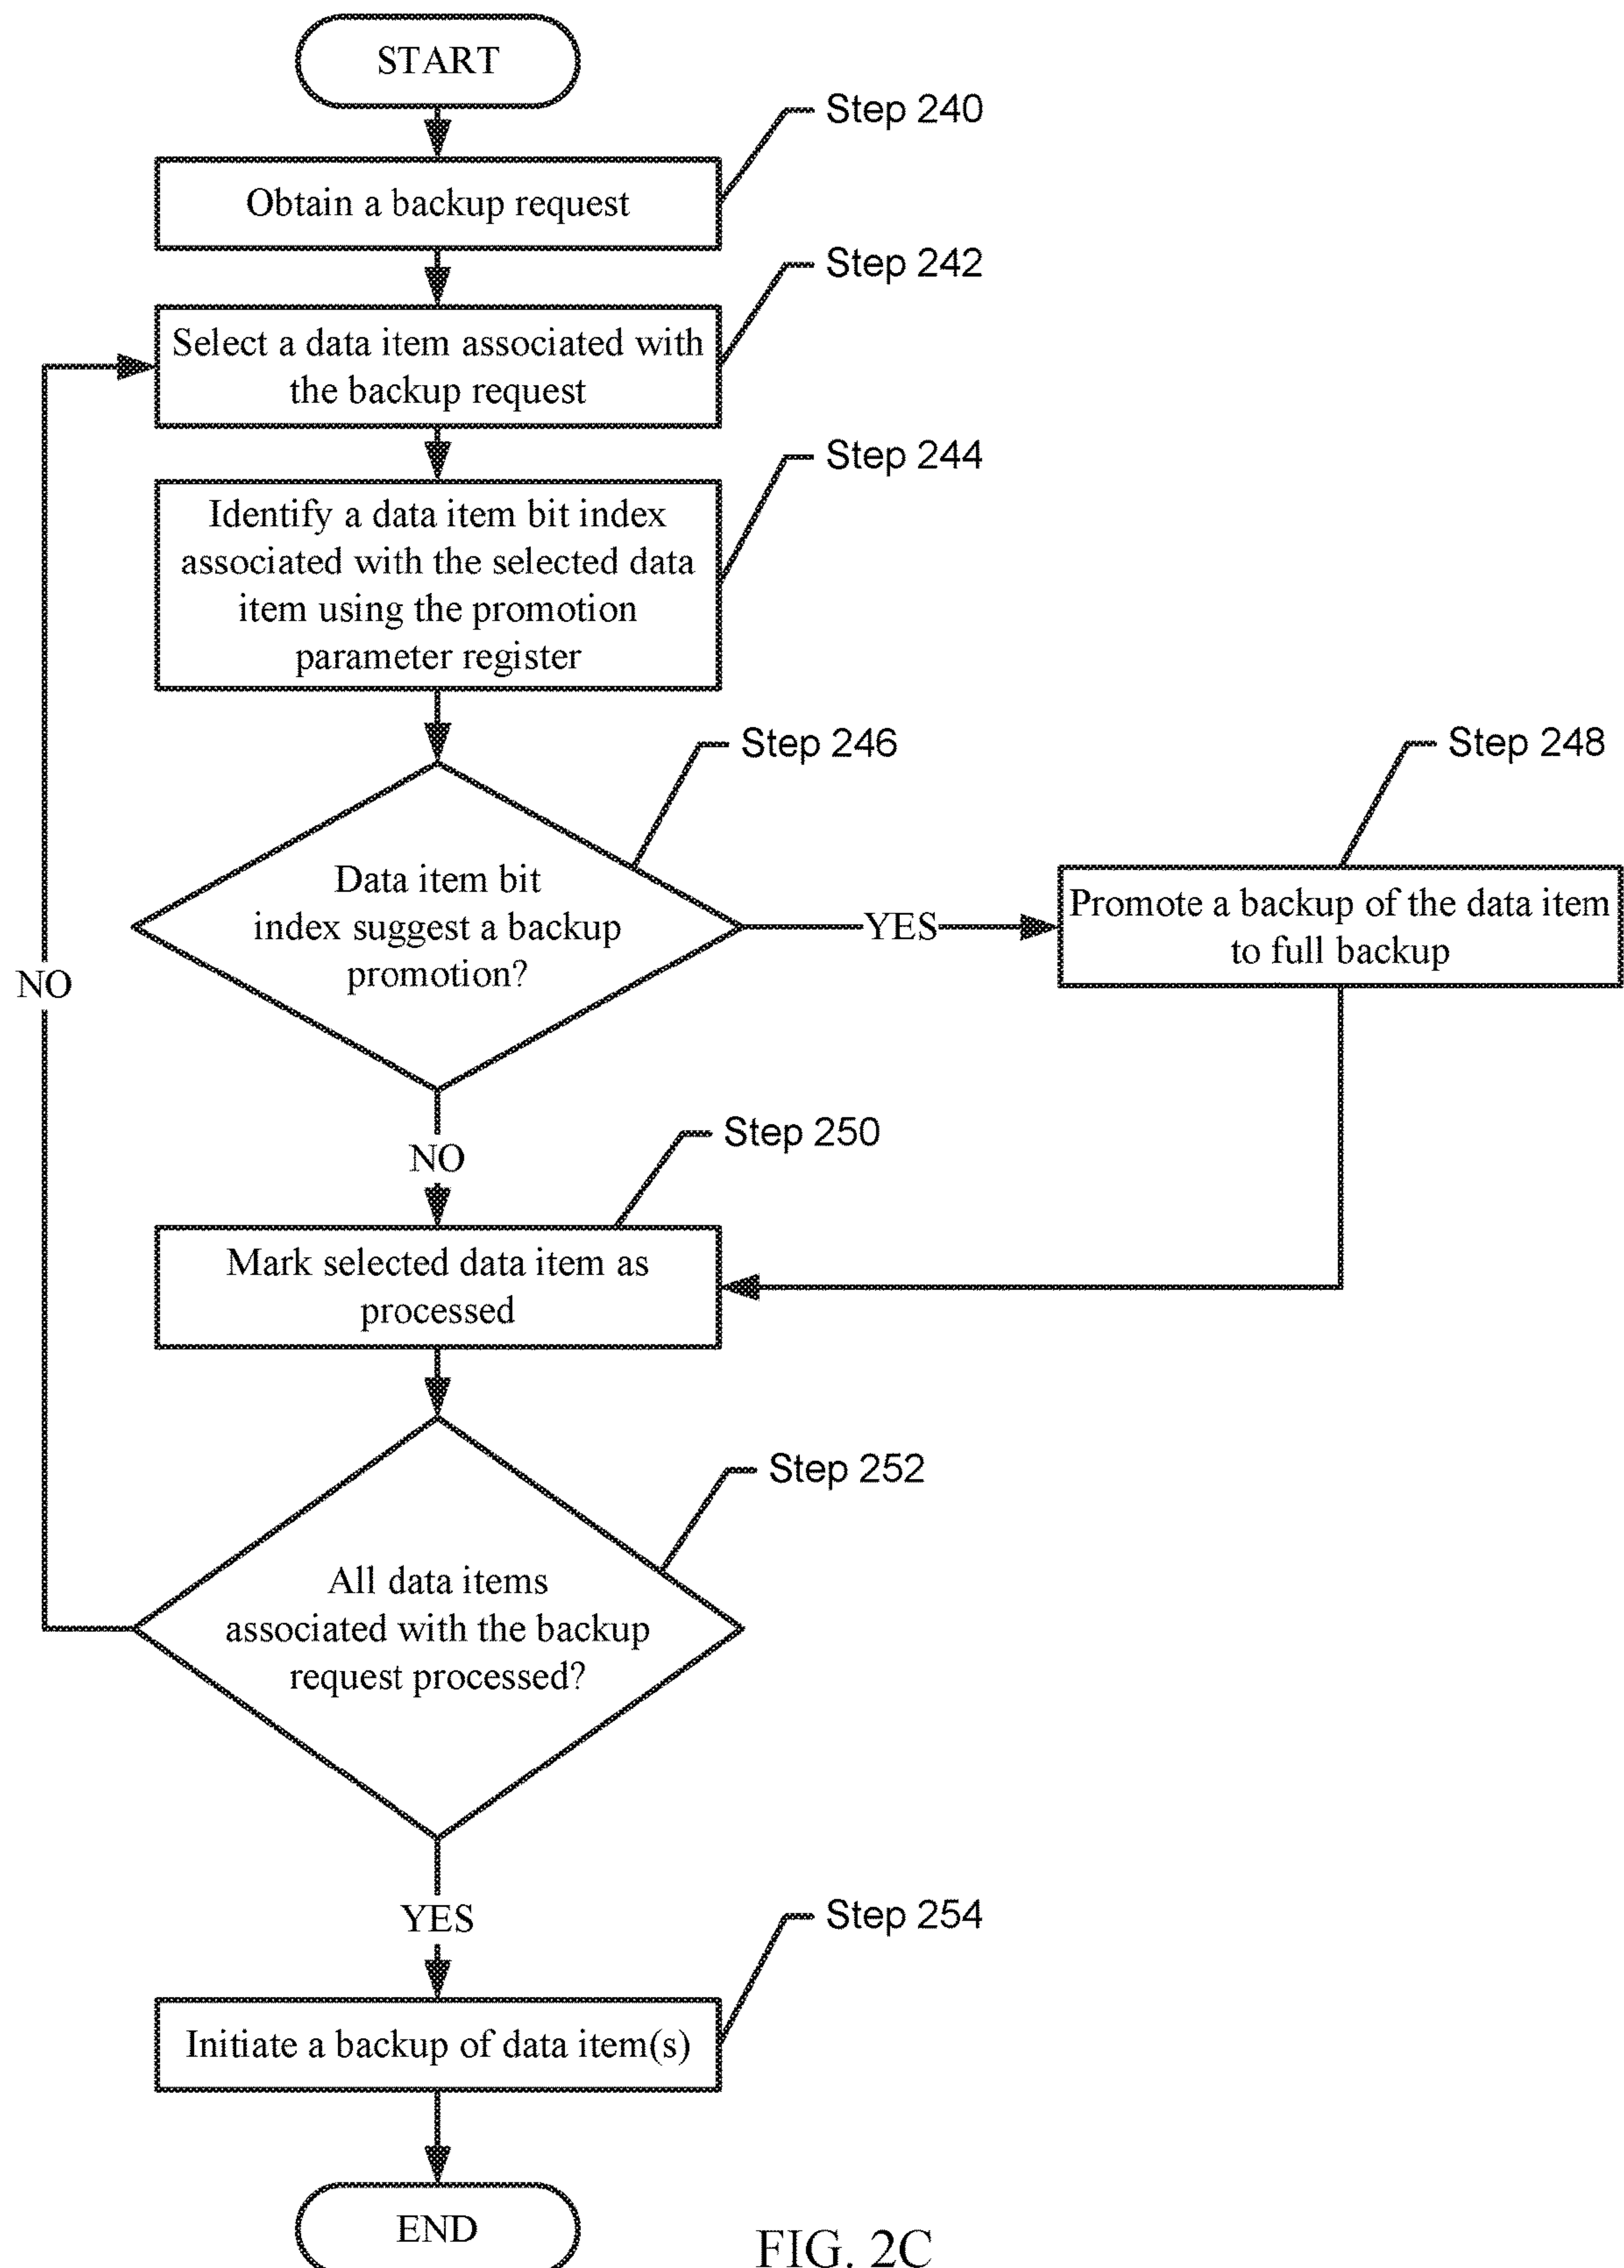 START
Step 240
Obtain a backup request
Step 242
Select a data item associated with
the backup request
Step 244
Identify a data item bit index
associated with the selected data
item using the promotion
parameter register
Step 246
Step 248
Data item bit
index suggest a backup
promotion?
YES
Promote a backup of the data item
to full backup
NO
NO
Step 250
Mark selected data item as
processed
Step 252
All data items
associated with the backup
request processed?
YES
Step 254
Initiate a backup of data item(s)
END
FIG. 2C